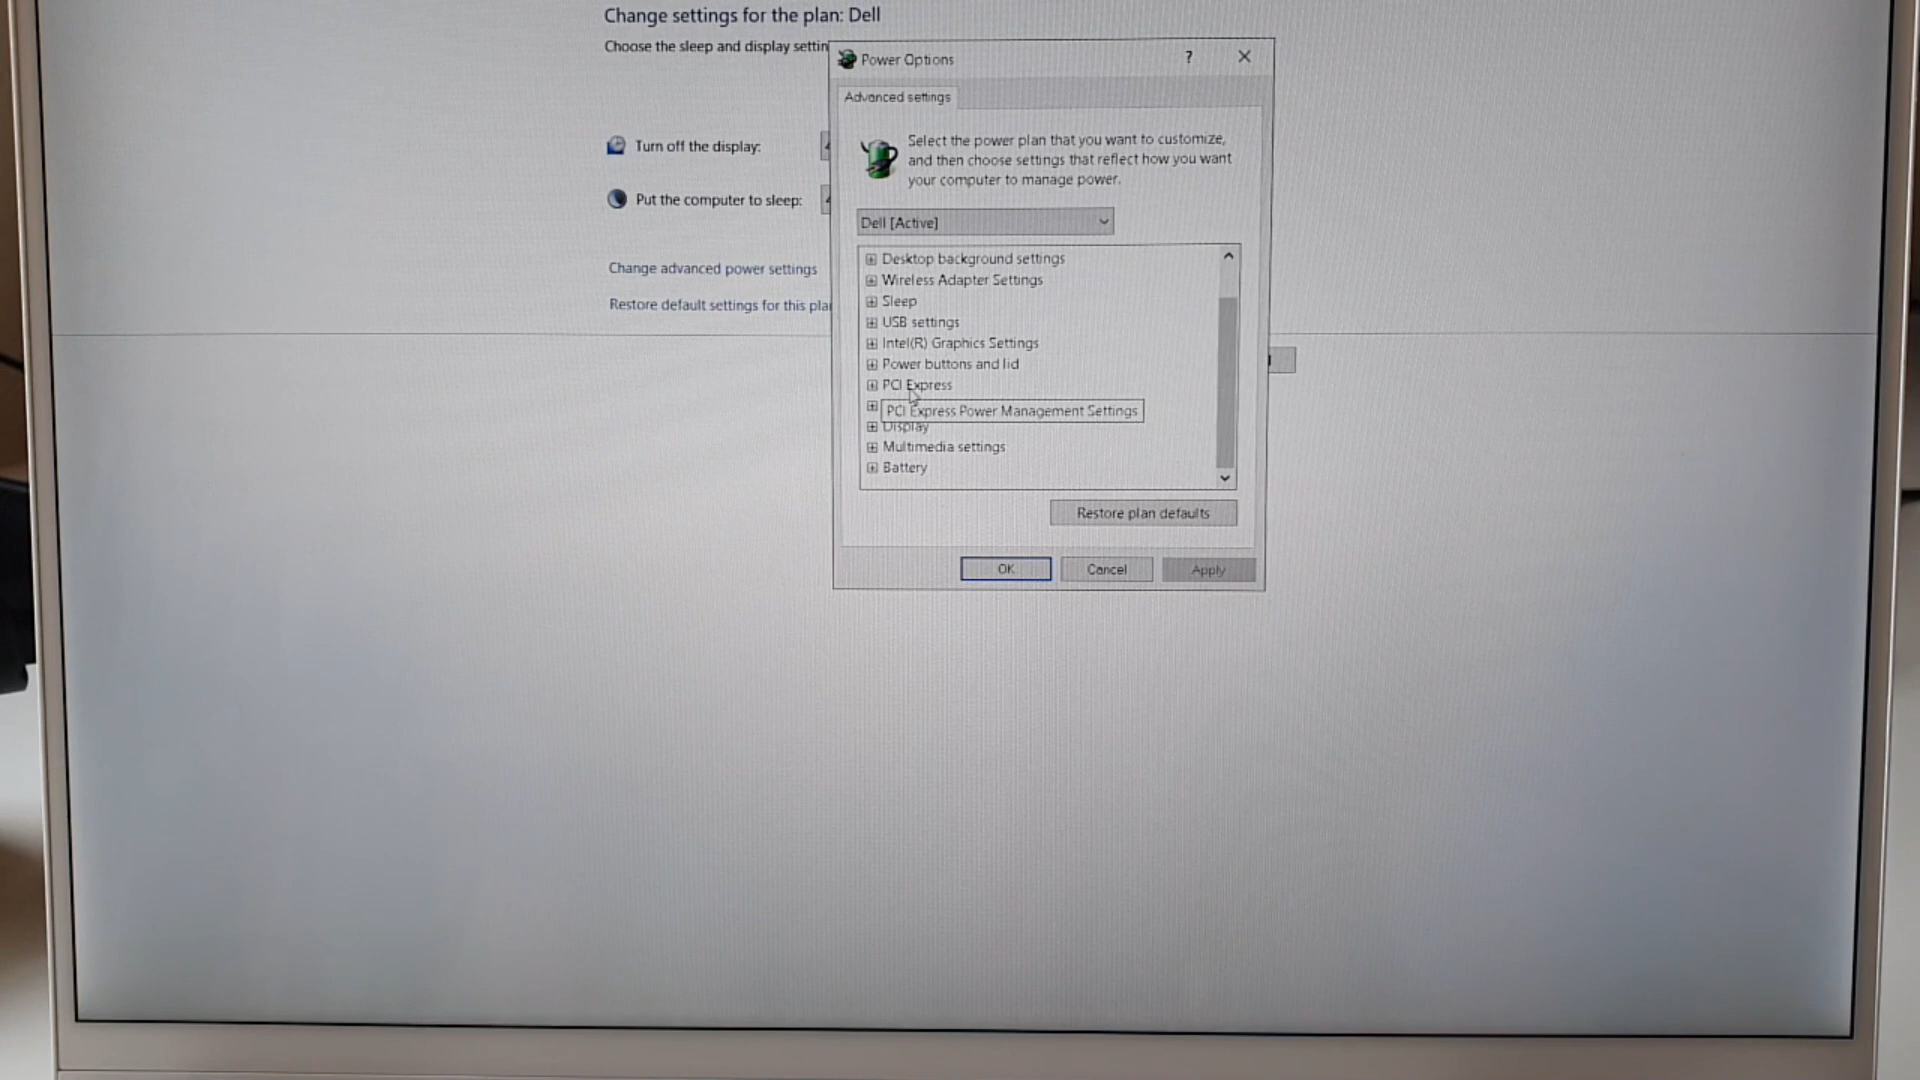 Change settings for the plan: Dell
Choose the sleep and display settin
Power Options
?
Advanced settings
Select the power plan that you want to customize,
and then choose settings that reflect how you want
your computer to manage power.
Turn off the display:
Put the computer to sleep:
Dell [Active]
Change advanced power settings
Restore default settings for this plan
Desktop background settings
Wireless Adapter Settings
Sleep
USB settings
Intel(R) Graphics Settings
Power buttons and lid
PCI Express
PCI Express Power Management Settings
Display
Multimedia settings
Battery
Restore plan defaults
OK
Cancel
Apply